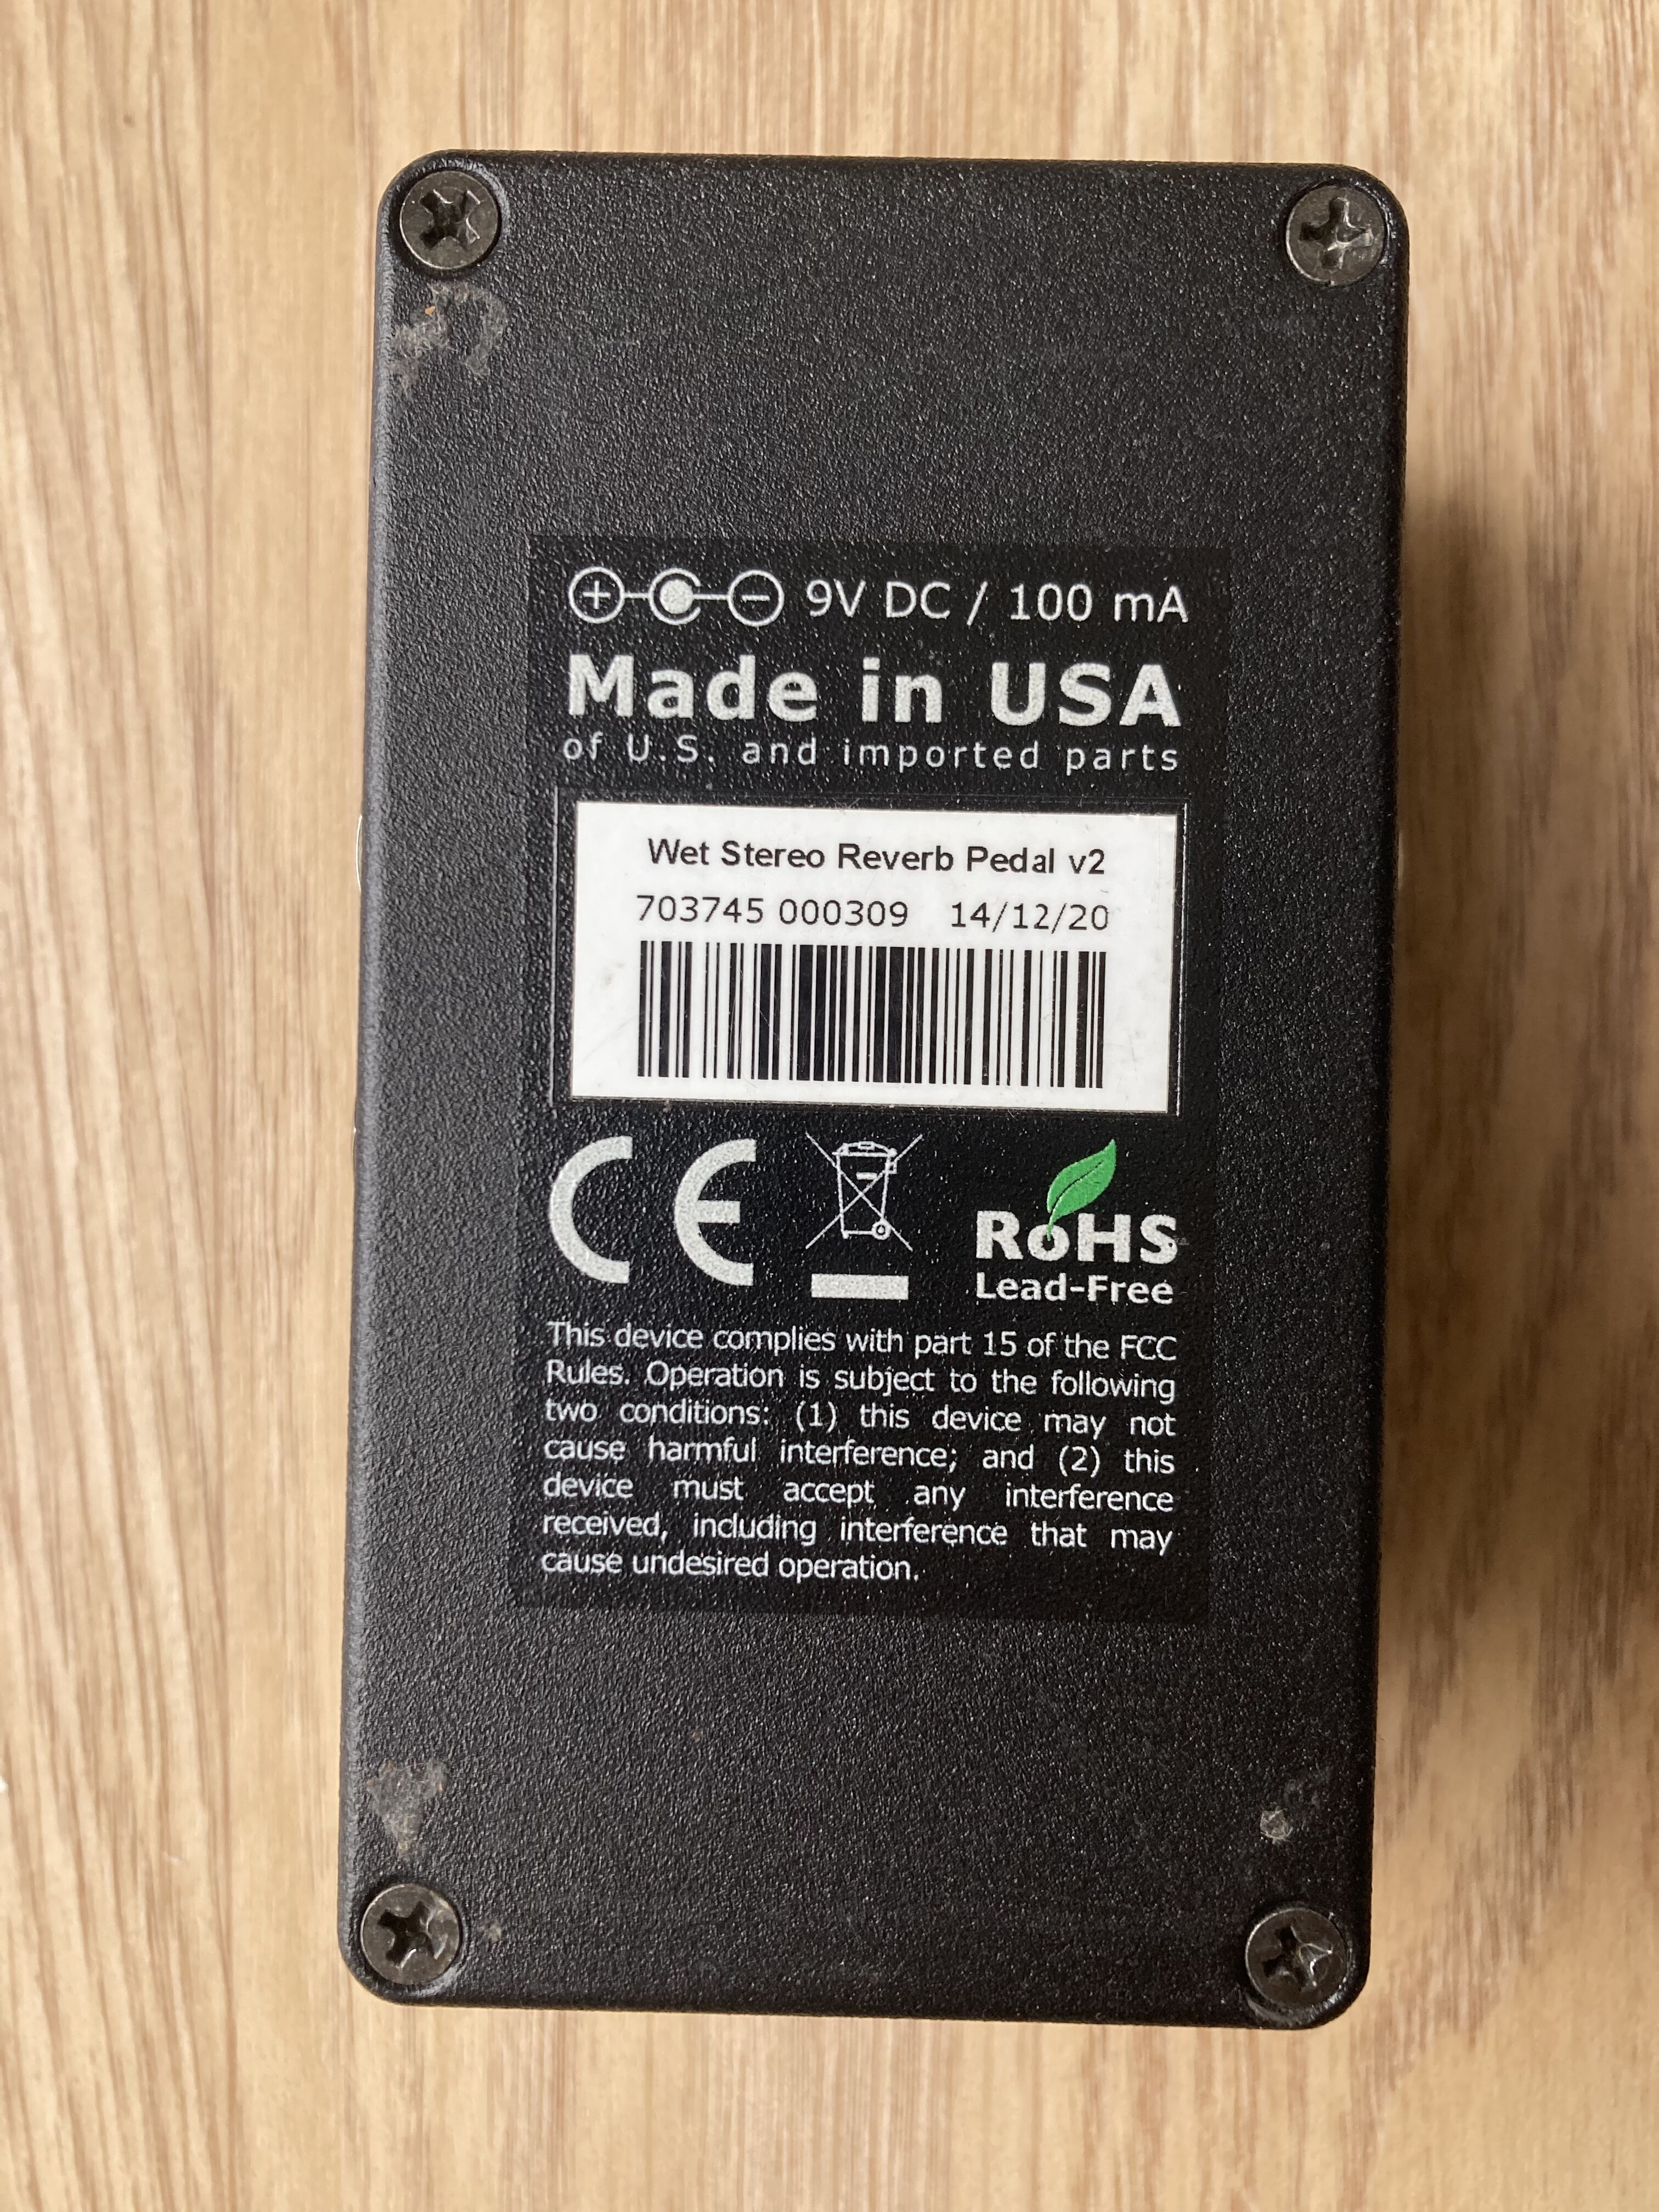 + - 9V DC / 100 mA
Made in USA
of U.S. and imported parts
Wet Stereo Reverb Pedal v2
703745 000309 14/12/20
CE
RoHS
Lead-Free
This device complies with part 15 of the FCC
Rules. Operation is subject to the following
two conditions: (1) this device may not
cause harmful interference; and (2) this
device must accept any interference
received, including interference that may
cause undesired operation.